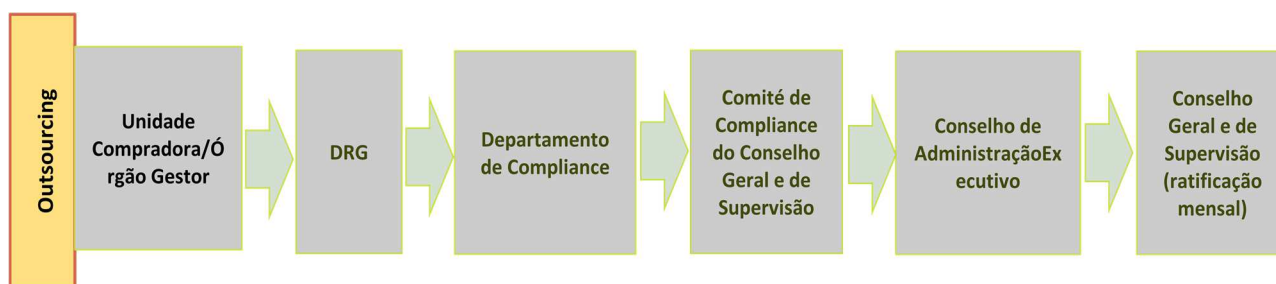 Outsourcing
Unidade
Compradora/Ó
rgão Gestor
DRG
Departamento
de Compliance
Comité de
Compliance
do Conselho
Geral e de
Supervisão
Conselho de
AdministraçãoEx
ecutivo
Conselho
Geral e de
Supervisão
(ratificação
mensal)